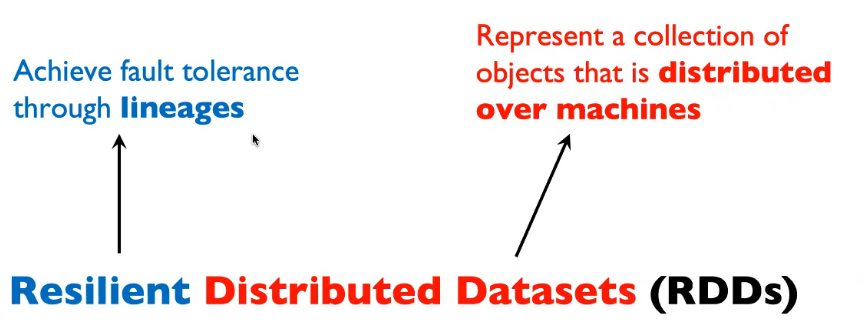 Achieve fault tolerance
through lineages
Represent a collection of
objects that is distributed
over machines
Resilient Distributed Datasets (RDDs)